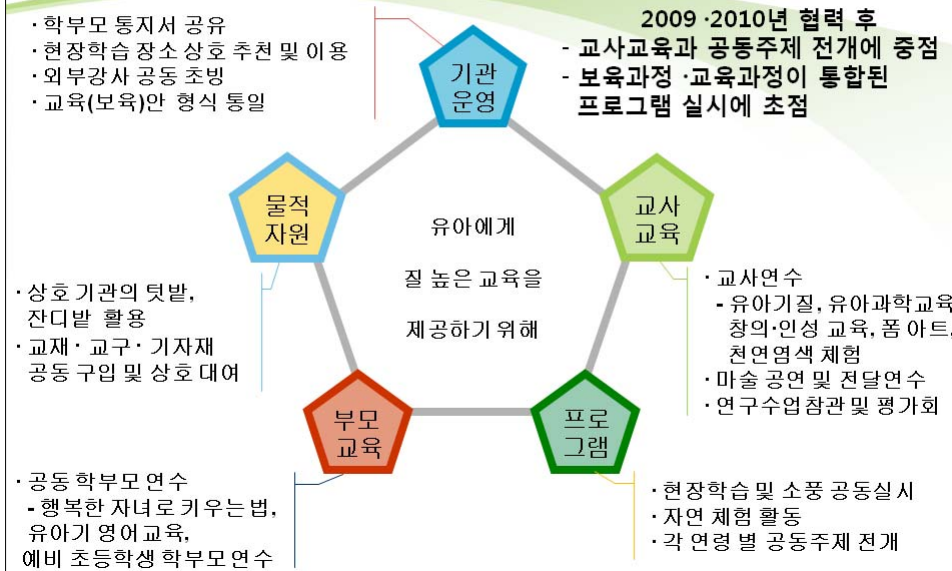 · 학부모 통지서 공유
· 현장학습 장소 상호 추천 및 이용
· 외부강사 공동 초빙
· 교육(보육)안 형식 통일
기관
운영
2009 ·2010년 협력 후
- 교사교육과 공동주제 전개에 중점
- 보육과정 ·교육과정이 통합된
프로그램 실시에 초점
물적
자원
유아에게
질 높은 교육을
제공하기 위해
교사
교육
· 상호 기관의 텃밭,
잔디밭 활용
· 교재· 교구· 기자재
공동 구입 및 상호 대여
· 교사연수
- 유아기질, 유아과학교육
창의·인성 교육, 폼 아트,
천연염색 체험
· 마술 공연 및 전달연수
· 연구수업참관 및 평가회
부모
교육
프로
그램
· 공동 학부모 연수
- 행복한 자녀로 키우는 법,
유아기 영어교육,
예비 초등학생 학부모연수
· 현장학습 및 소풍 공동실시
· 자연 체험 활동
· 각 연령 별 공동주제 전개